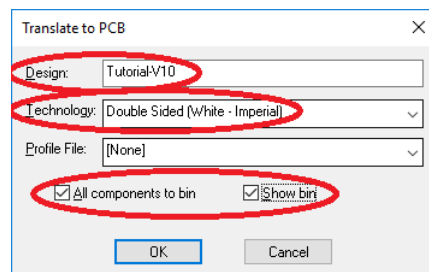 Translate to PCB
Design: Tutorial-V10
Technology: Double Sided (White - Imperial)
Profile File: [None]
All components to bin Show bin
OK Cancel